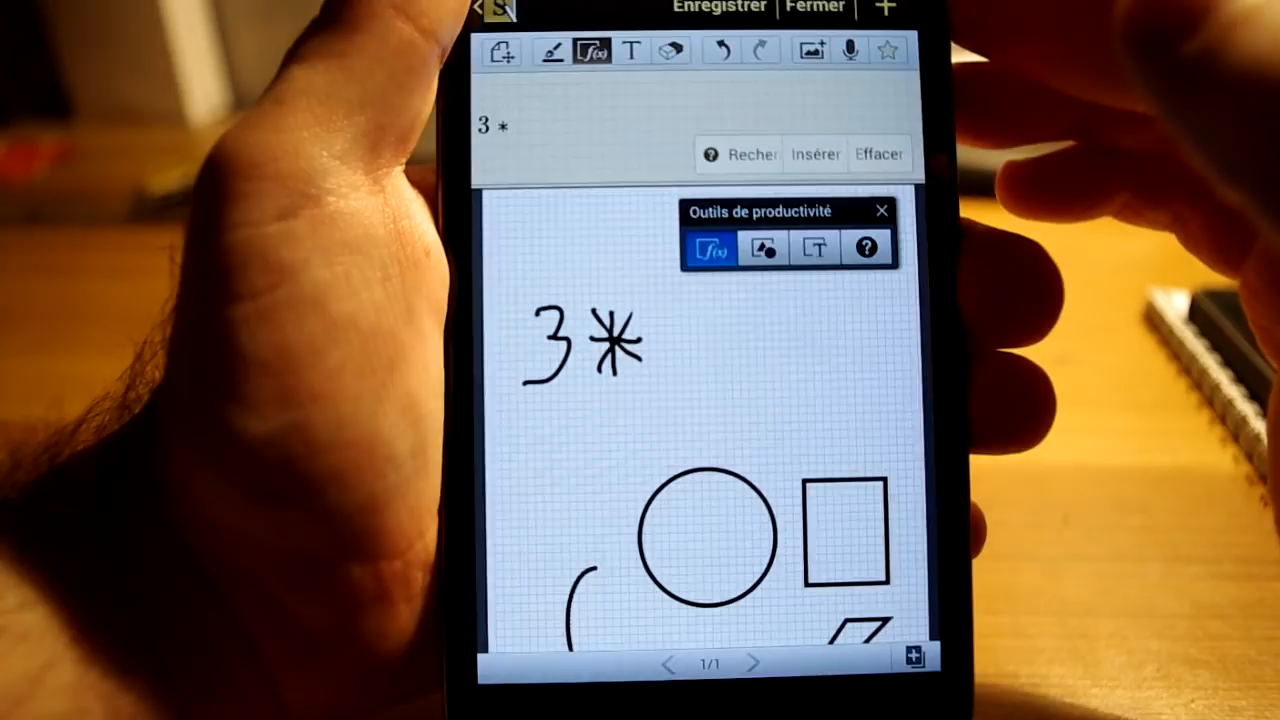 S Enregistrer Fermer +
f(x) T
3 *
? Recher Insérer Effacer
Outils de productivité ×
f(x) T ?
3 *
1/1